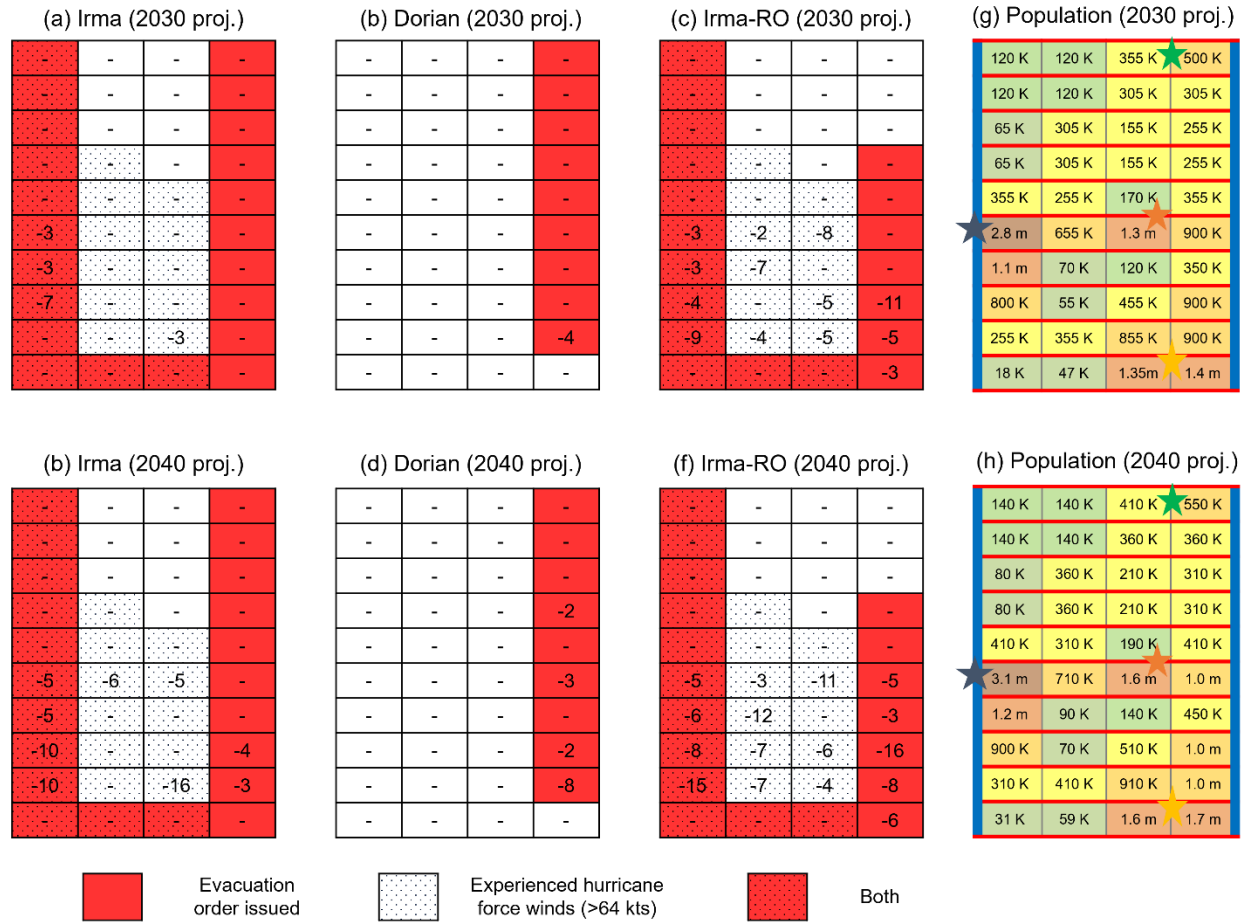 (a) Irma (2030 proj.) (b) Dorian (2030 proj.) (c) Irma-RO (2030 proj.) (g) Population (2030 proj.)
- - - - - - - - - - - - 120 K 120 K 355 K 500 K
- - - - - - - - - - - - 120 K 120 K 305 K 305 K
- - - - - - - - - - - - 65 K 305 K 155 K 255 K
- - - - - - - - - - - - 65 K 305 K 155 K 255 K
- - - - - - - - - - - - 355 K 255 K 170 K 355 K
-3 - - - - - - - -3 -2 -8 - 2.8 m 655 K 1.3 m 900 K
-3 - - - - - - - -3 -7 - - 1.1 m 70 K 120 K 350 K
-7 - - - - - - - -4 - -5 -11 800 K 55 K 455 K 900 K
- - -3 - - - - -4 -9 -4 -5 -5 255 K 355 K 855 K 900 K
- - - - - - - - - - - -3 18 K 47 K 1.35m 1.4 m
(b) Irma (2040 proj.) (d) Dorian (2040 proj.) (f) Irma-RO (2040 proj.) (h) Population (2040 proj.)
- - - - - - - - - - - - 140 K 140 K 410 K 550 K
- - - - - - - - - - - - 140 K 140 K 360 K 360 K
- - - - - - - - - - - - 80 K 360 K 210 K 310 K
- - - - - - - -2 - - - - 80 K 360 K 210 K 310 K
- - - - - - - - - - - - 410 K 310 K 190 K 410 K
-5 -6 -5 - - - - -3 -5 -3 -11 -5 3.1 m 710 K 1.6 m 1.0 m
-5 - - - - - - - -6 -12 - -3 1.2 m 90 K 140 K 450 K
-10 - - -4 - - - -2 -8 -7 -6 -16 900 K 70 K 510 K 1.0 m
-10 - -16 -3 - - - -8 -15 -7 -4 -8 310 K 410 K 910 K 1.0 m
- - - - - - - - - - - -6 31 K 59 K 1.6 m 1.7 m
Evacuation
order issued
Experienced hurricane
force winds (>64 kts)
Both